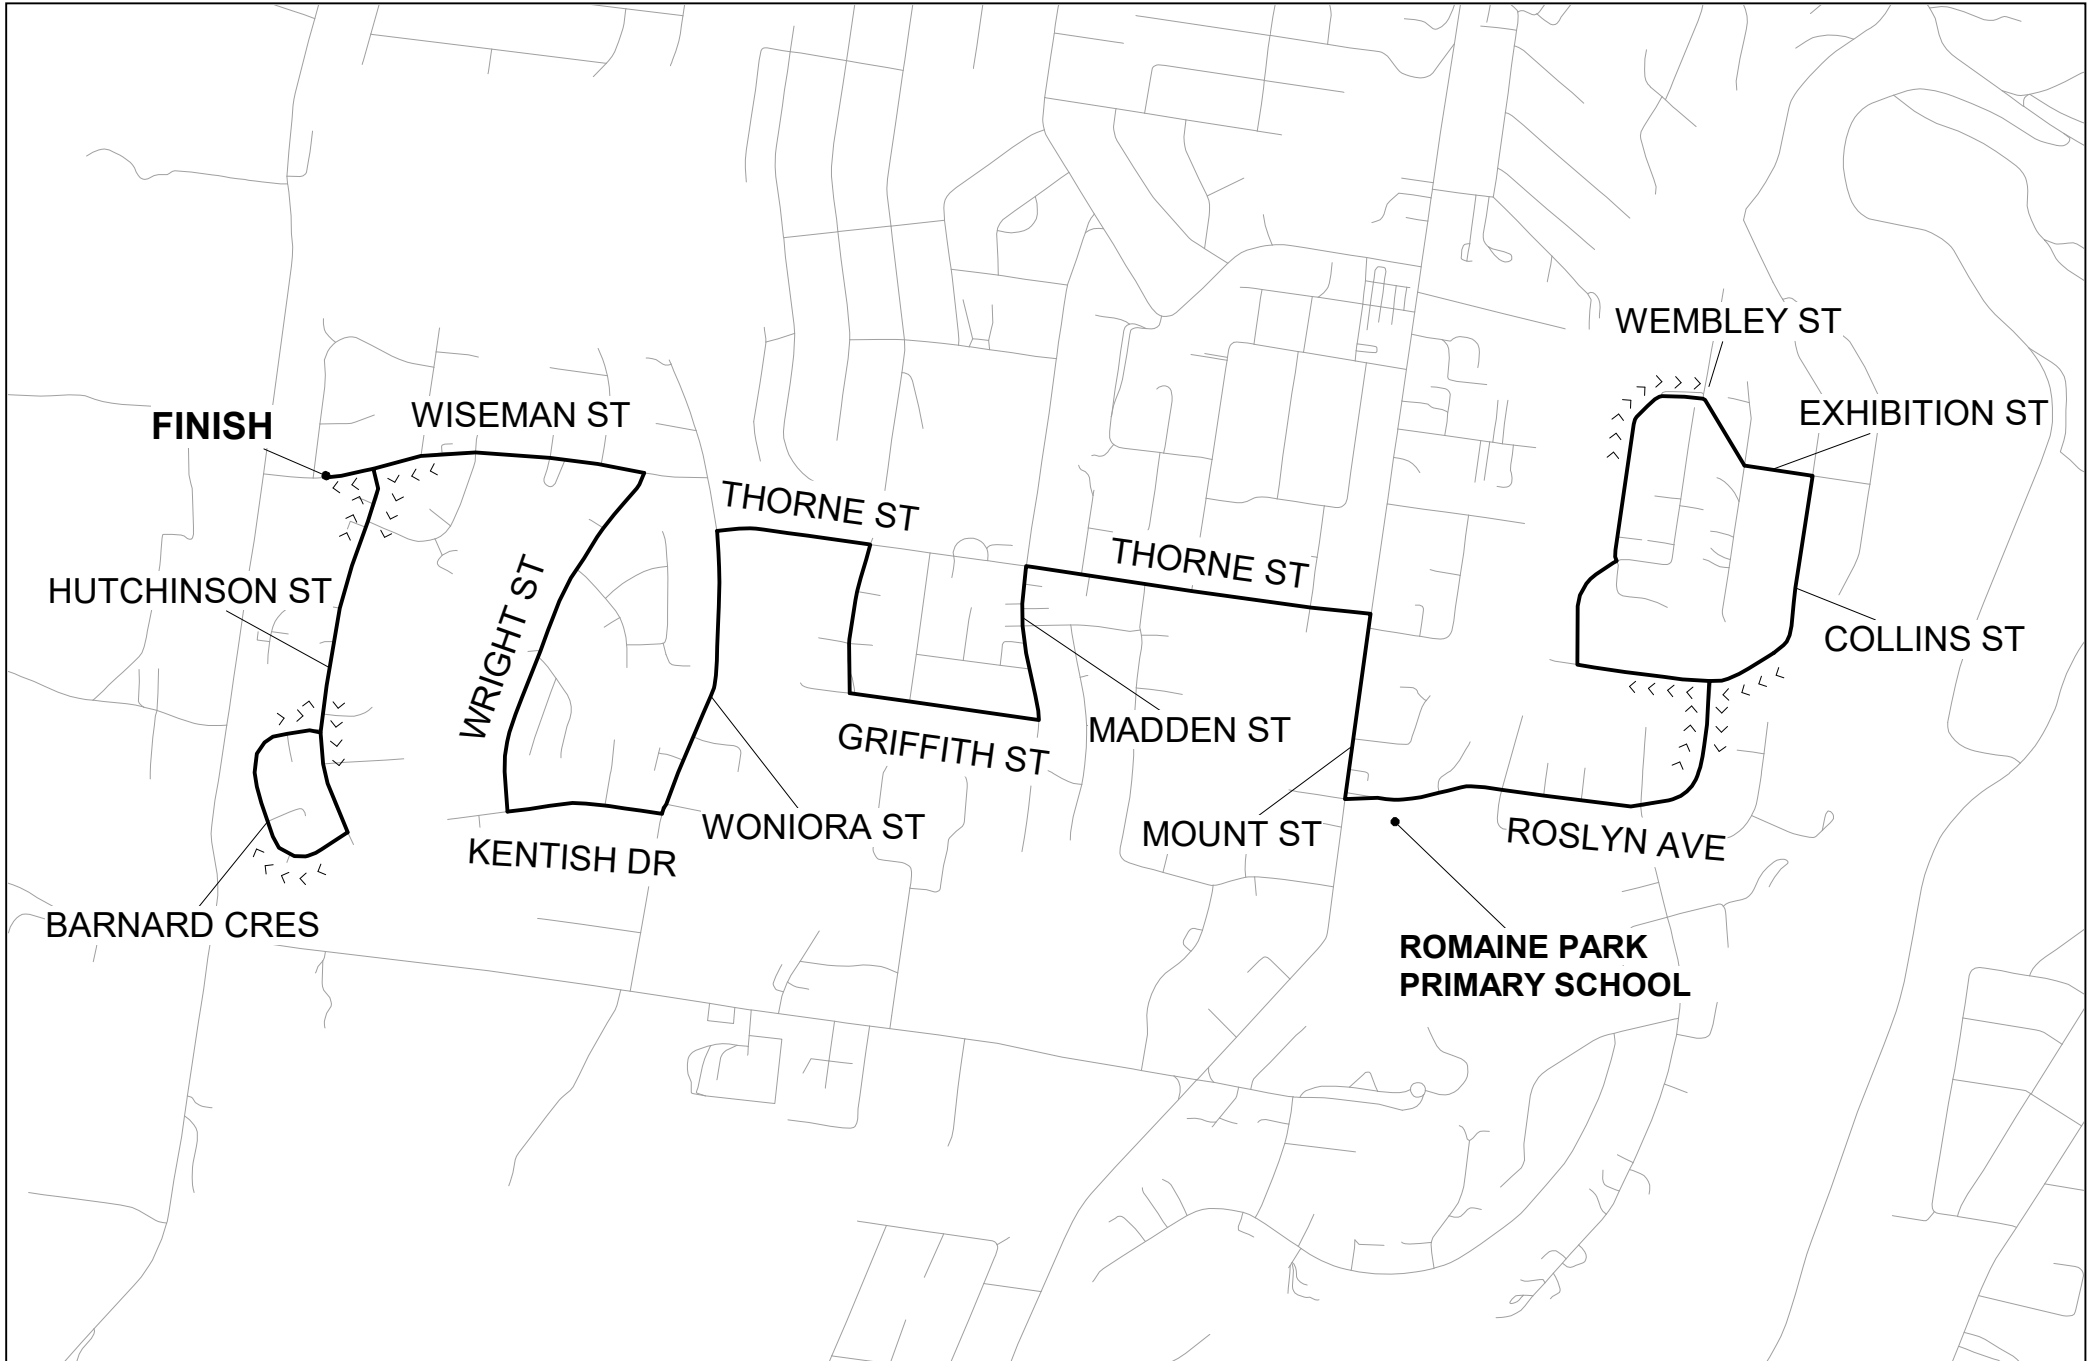 WEMBLEY ST
EXHIBITION ST
FINISH
WISEMAN ST
THORNE ST
THORNE ST
HUTCHINSON ST
WRIGHT ST
COLLINS ST
MADDEN ST
GRIFFITH ST
WONIORA ST
MOUNT ST
ROSLYN AVE
KENTISH DR
BARNARD CRES
ROMAINE PARK
PRIMARY SCHOOL